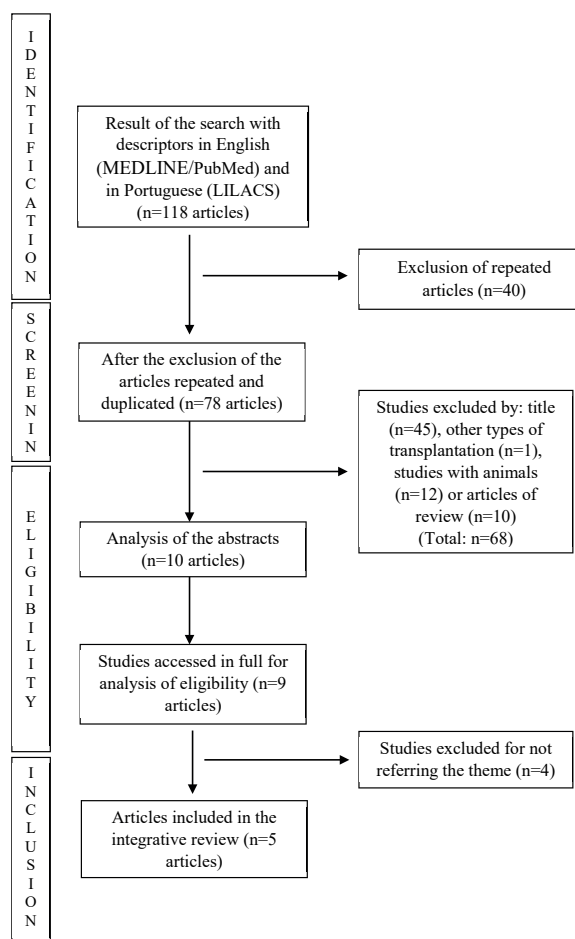 IDENTIFICATION
Result of the search with
descriptors in English
(MEDLINE/PubMed) and
in Portuguese (LILACS)
(n=118 articles)
Exclusion of repeated
articles (n=40)
SCREENIN
After the exclusion of the
articles repeated and
duplicated (n=78 articles)
Studies excluded by: title
(n=45), other types of
transplantation (n=1),
studies with animals
(n=12) or articles of
review (n=10)
(Total: n=68)
ELIGIBILITY
Analysis of the abstracts
(n=10 articles)
Studies accessed in full for
analysis of eligibility (n=9
articles)
Studies excluded for not
referring the theme (n=4)
INCLUSION
Articles included in the
integrative review (n=5
articles)